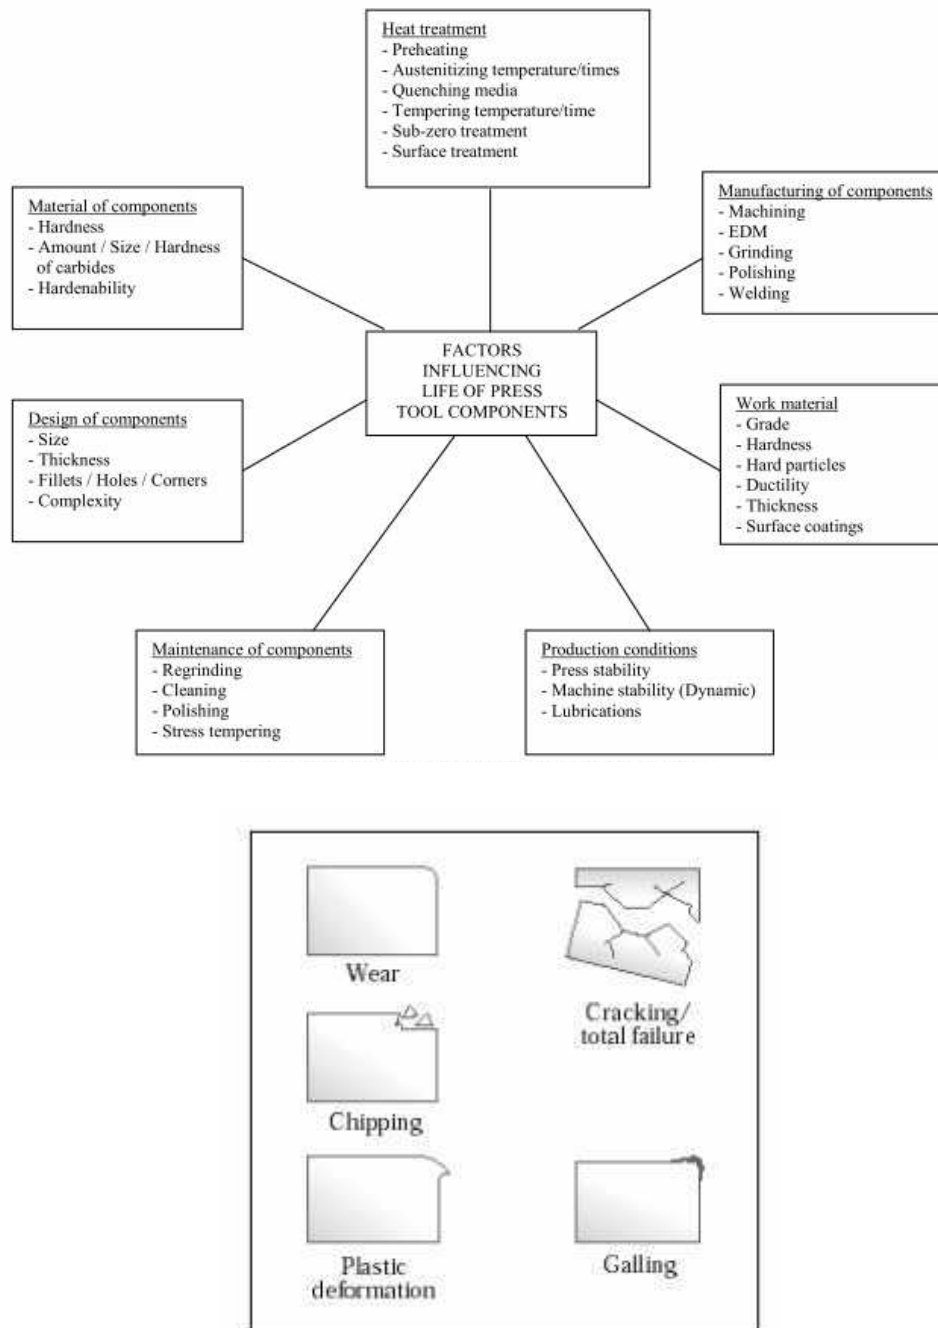 Heat treatment
- Preheating
- Austenitizing temperature/times
- Quenching media
- Tempering temperature/time
- Sub-zero treatment
- Surface treatment
Material of components
- Hardness
- Amount / Size / Hardness
of carbides
- Hardenability
Manufacturing of components
- Machining
- EDM
- Grinding
- Polishing
- Welding
FACTORS
INFLUENCING
LIFE OF PRESS
TOOL COMPONENTS
Design of components
- Size
- Thickness
- Fillets / Holes / Corners
- Complexity
Work material
- Grade
- Hardness
- Hard particles
- Ductility
- Thickness
- Surface coatings
Maintenance of components
- Regrinding
- Cleaning
- Polishing
- Stress tempering
Production conditions
- Press stability
- Machine stability (Dynamic)
- Lubrications
Wear
Cracking/
total failure
Chipping
Plastic
deformation
Galling